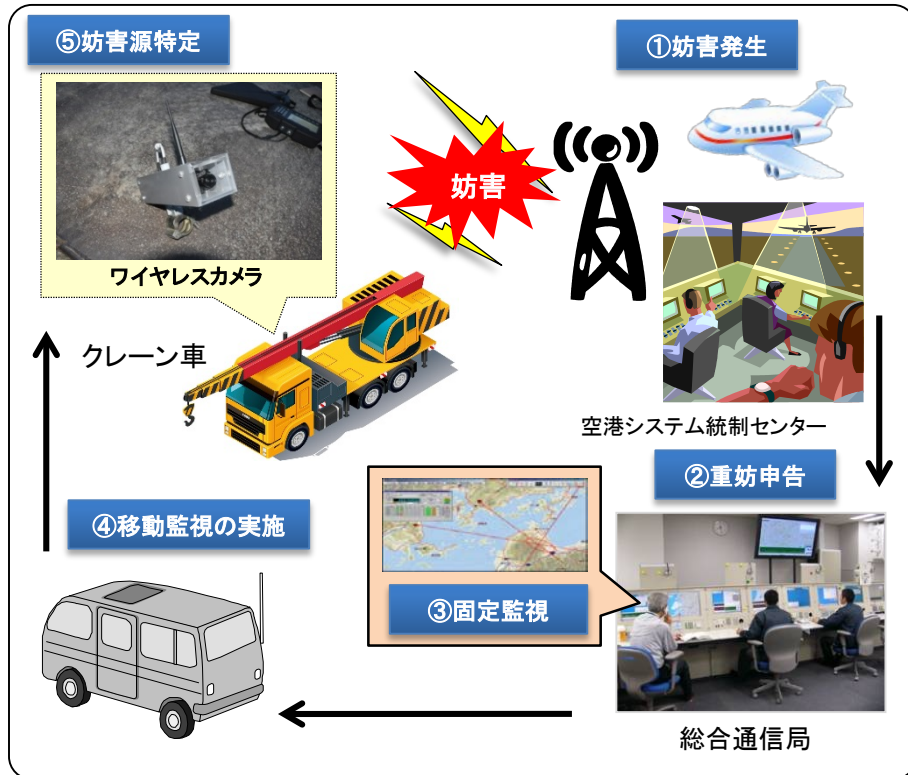 ⑤妨害源特定
①妨害発生
妨害
ワイヤレスカメラ
クレーン車
空港システム統制センター
②重妨申告
④移動監視の実施
③固定監視
総合通信局